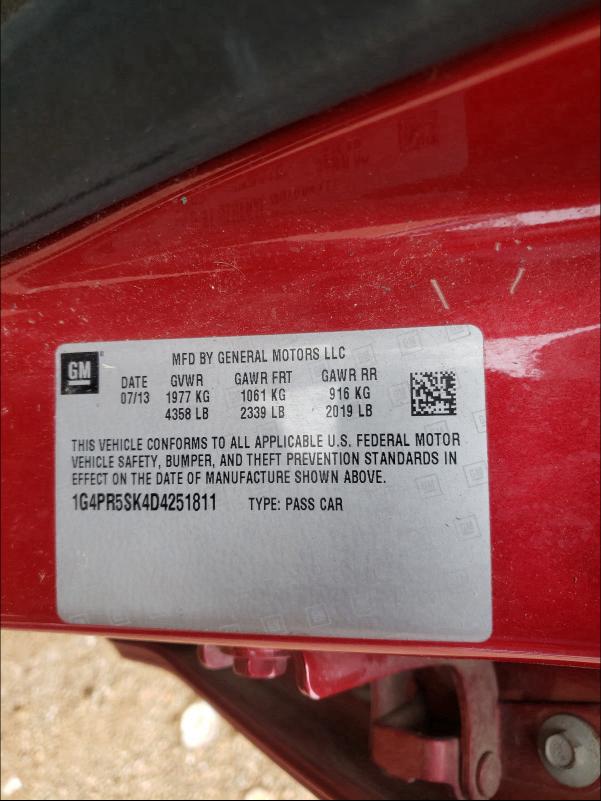 GM
MFD BY GENERAL MOTORS LLC
DATE GVWR GAWR FRT GAWR RR
07/13 1977 KG 1061 KG 916 KG
4358 LB 2339 LB 2019 LB
THIS VEHICLE CONFORMS TO ALL APPLICABLE U.S. FEDERAL MOTOR
VEHICLE SAFETY, BUMPER, AND THEFT PREVENTION STANDARDS IN
EFFECT ON THE DATE OF MANUFACTURE SHOWN ABOVE.
1G4PR5SK4D4251811 TYPE: PASS CAR